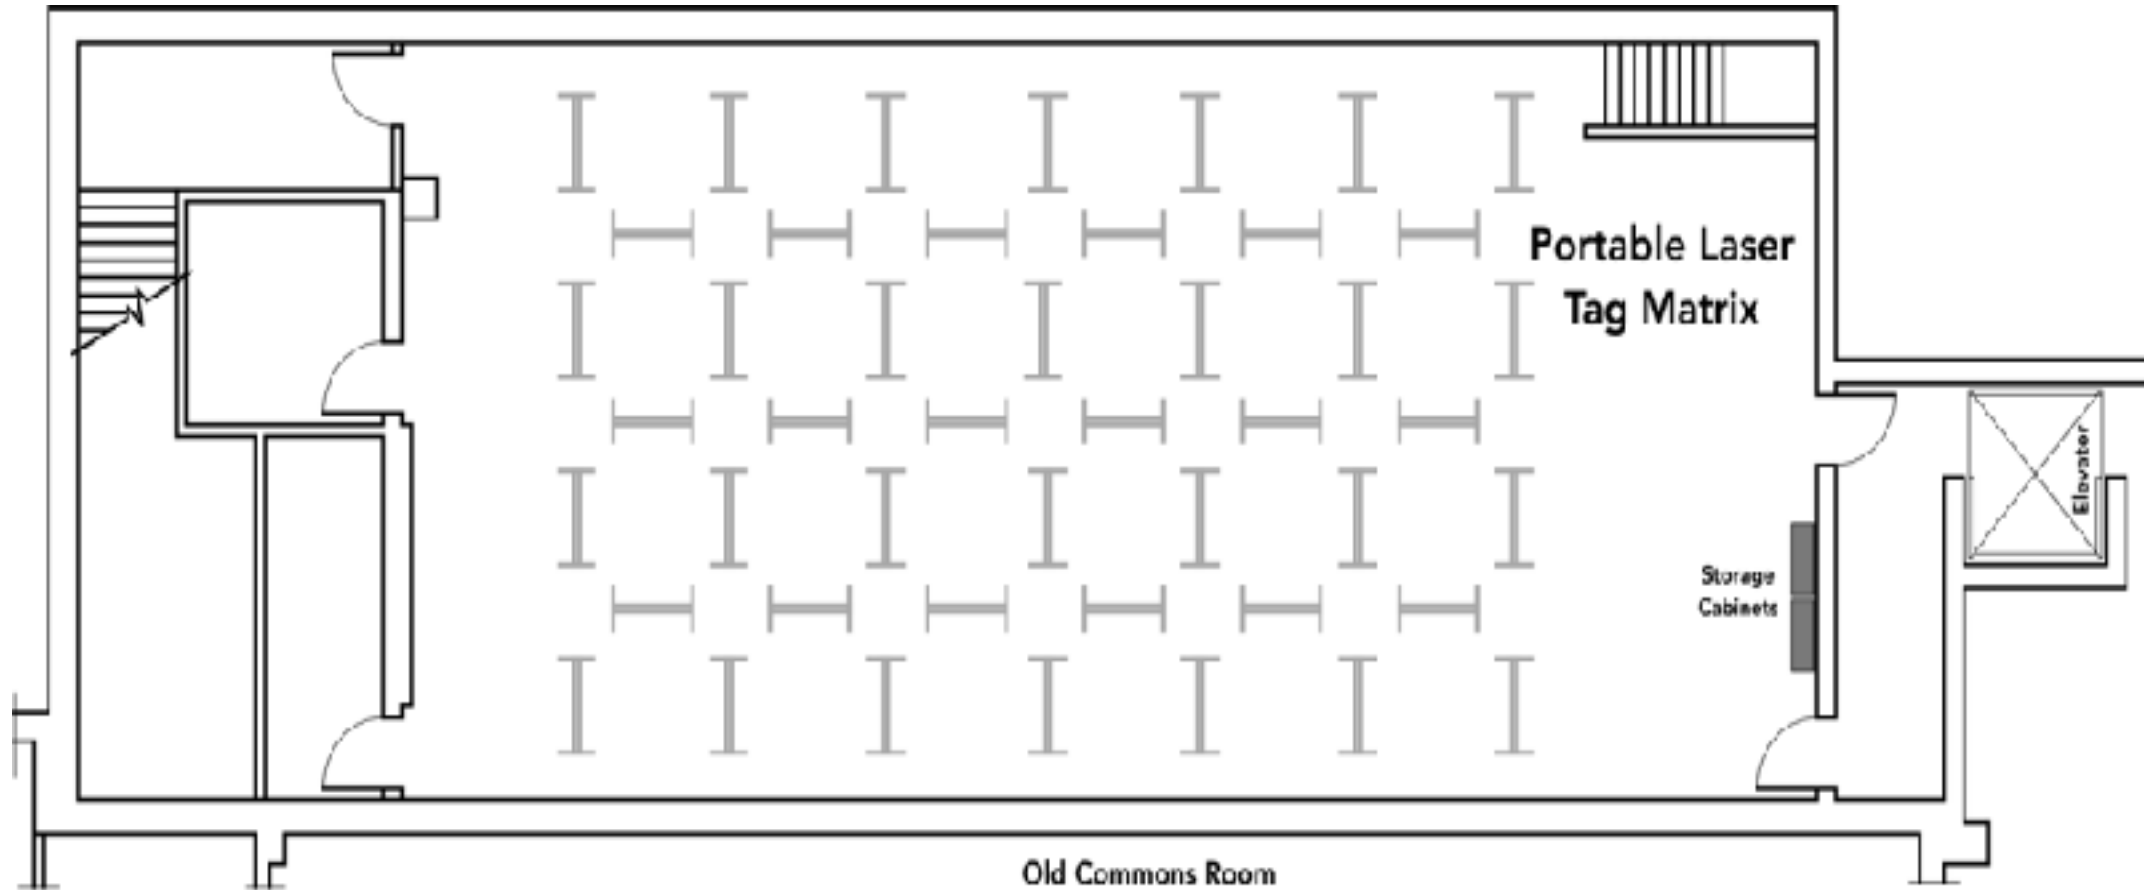 Portable Laser
Tag Matrix
Elevator
Storage
Cabinets
Old Commons Room